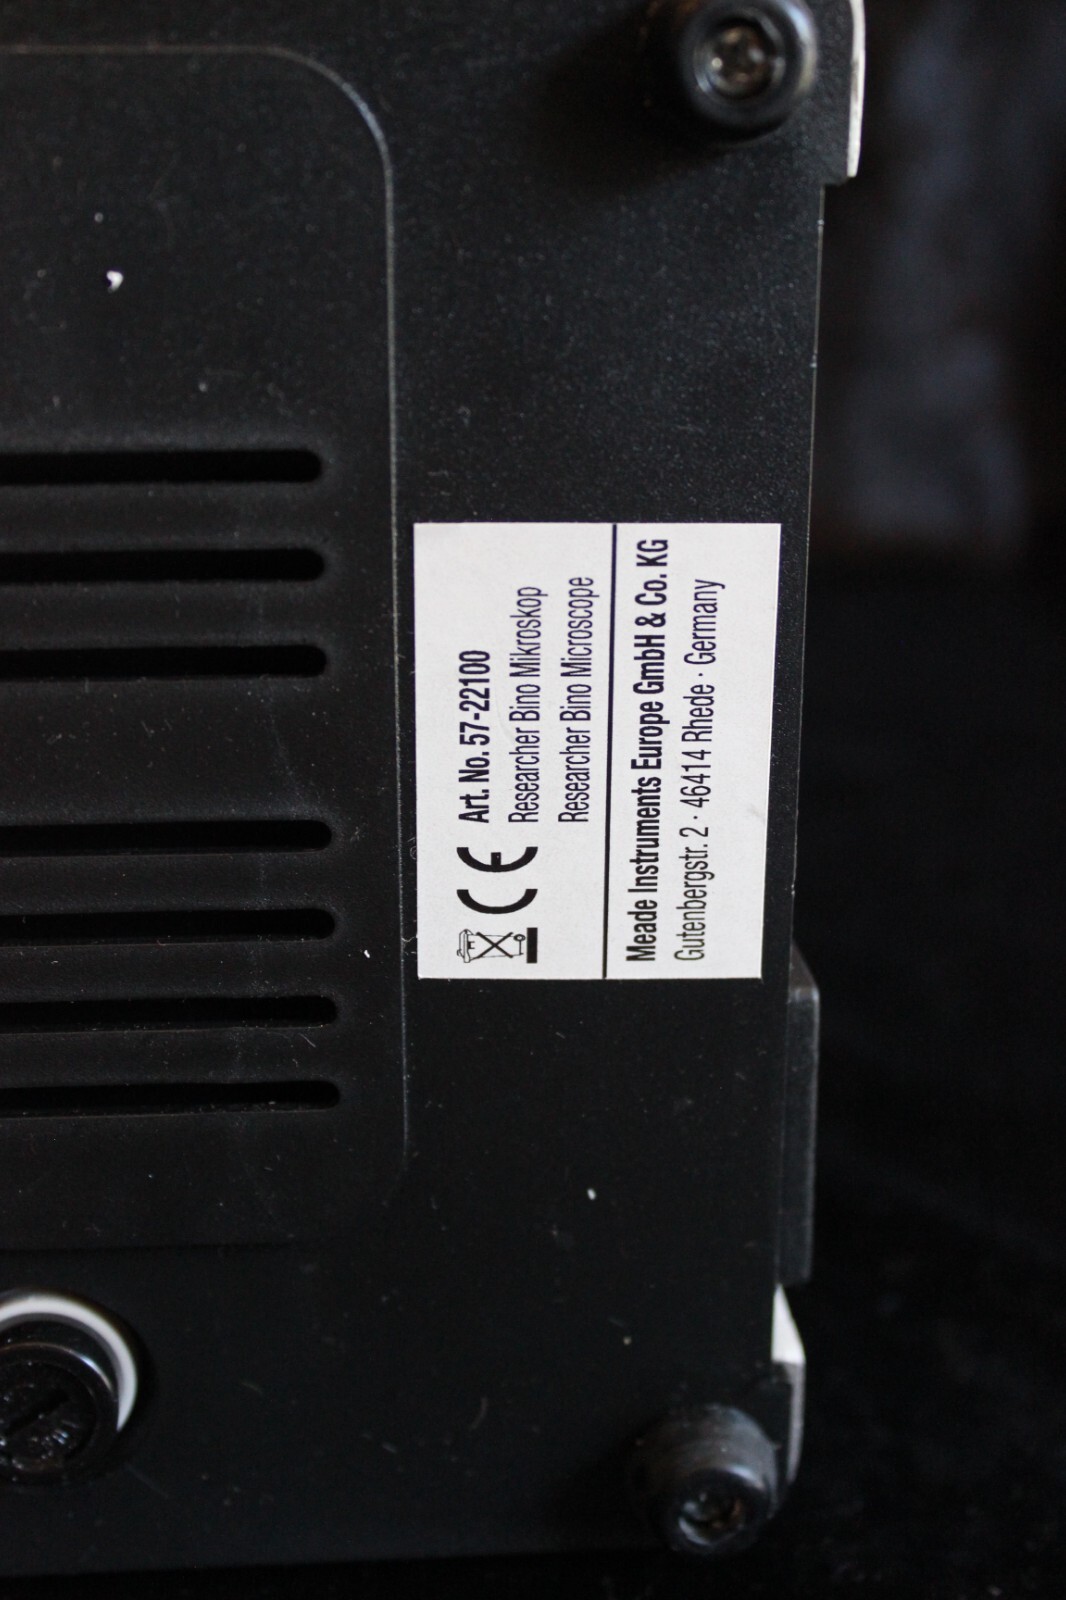 CE Art. No. 57-22100
Researcher Bino Mikroskop
Researcher Bino Microscope
Meade Instruments Europe GmbH & Co. KG
Gutenbergstr. 2 · 46414 Rhede · Germany